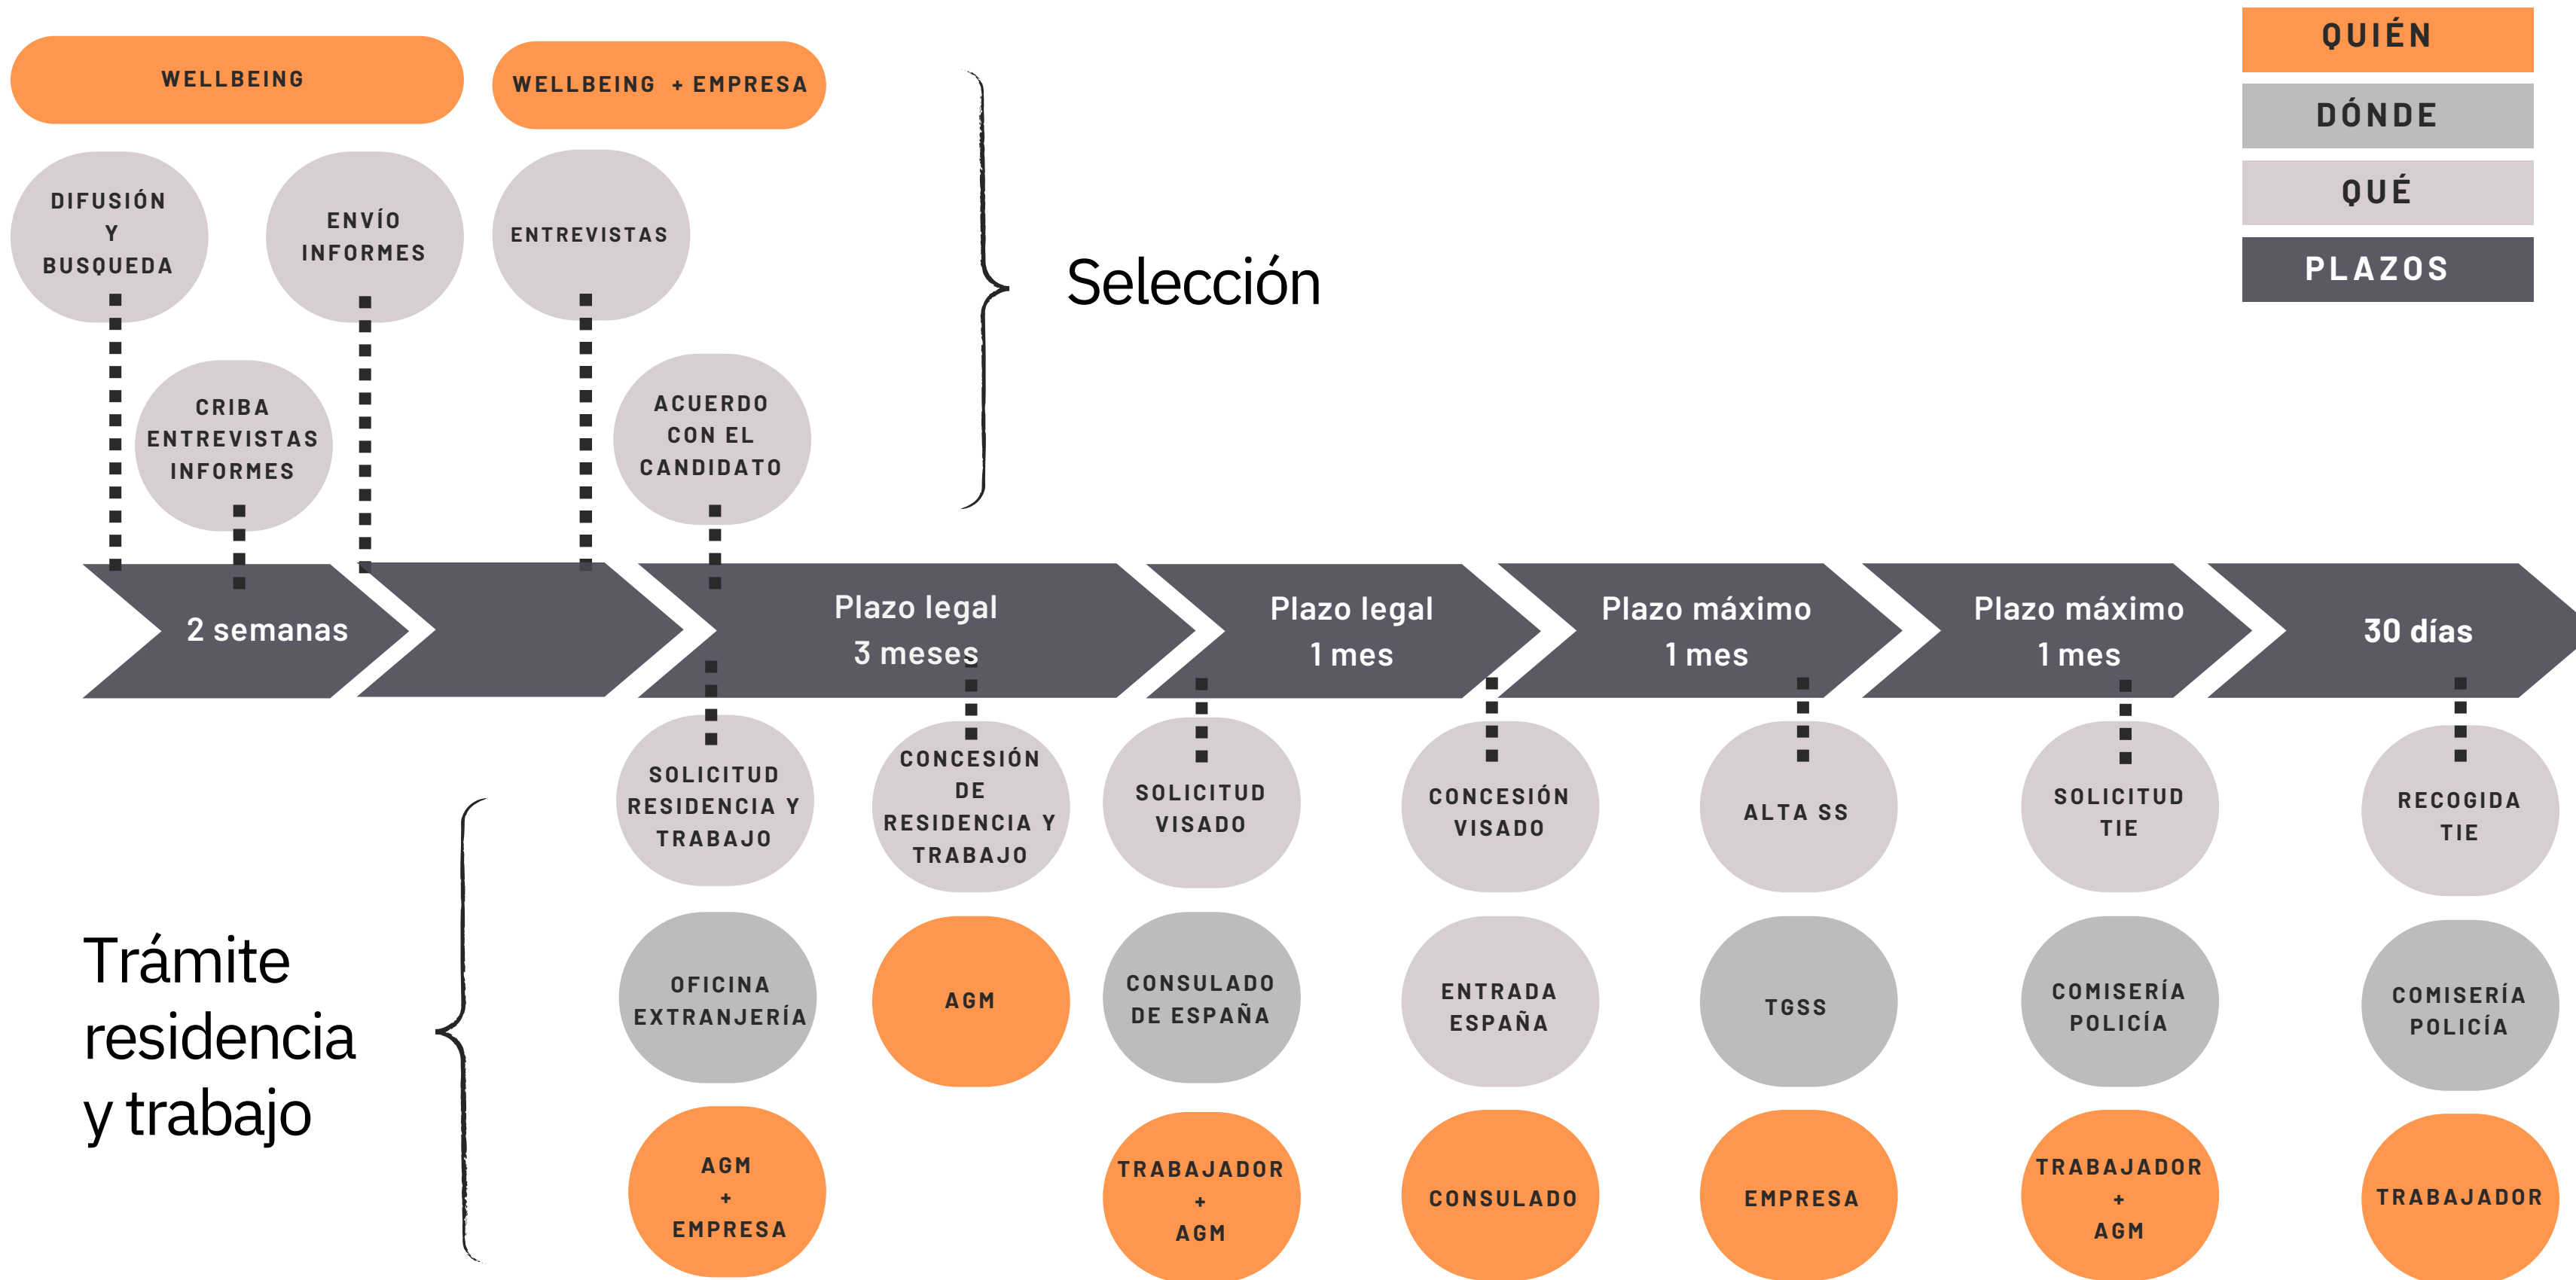 WELLBEING
WELLBEING + EMPRESA
QUIÉN
DÓNDE
QUÉ
PLAZOS
DIFUSIÓN
Y
BUSQUEDA
ENVÍO
INFORMES
ENTREVISTAS
Selección
CRIBA
ENTREVISTAS
INFORMES
ACUERDO
CON EL
CANDIDATO
2 semanas
Plazo legal
3 meses
Plazo legal
1 mes
Plazo máximo
1 mes
Plazo máximo
1 mes
30 días
Trámite
residencia
y trabajo
SOLICITUD
RESIDENCIA Y
TRABAJO
CONCESIÓN
DE
RESIDENCIA Y
TRABAJO
SOLICITUD
VISADO
CONCESIÓN
VISADO
ALTA SS
SOLICITUD
TIE
RECOGIDA
TIE
OFICINA
EXTRANJERÍA
AGM
CONSULADO
DE ESPAÑA
ENTRADA
ESPAÑA
TGSS
COMISERÍA
POLICÍA
COMISERÍA
POLICÍA
AGM
+
EMPRESA
TRABAJADOR
+
AGM
CONSULADO
EMPRESA
TRABAJADOR
+
AGM
TRABAJADOR